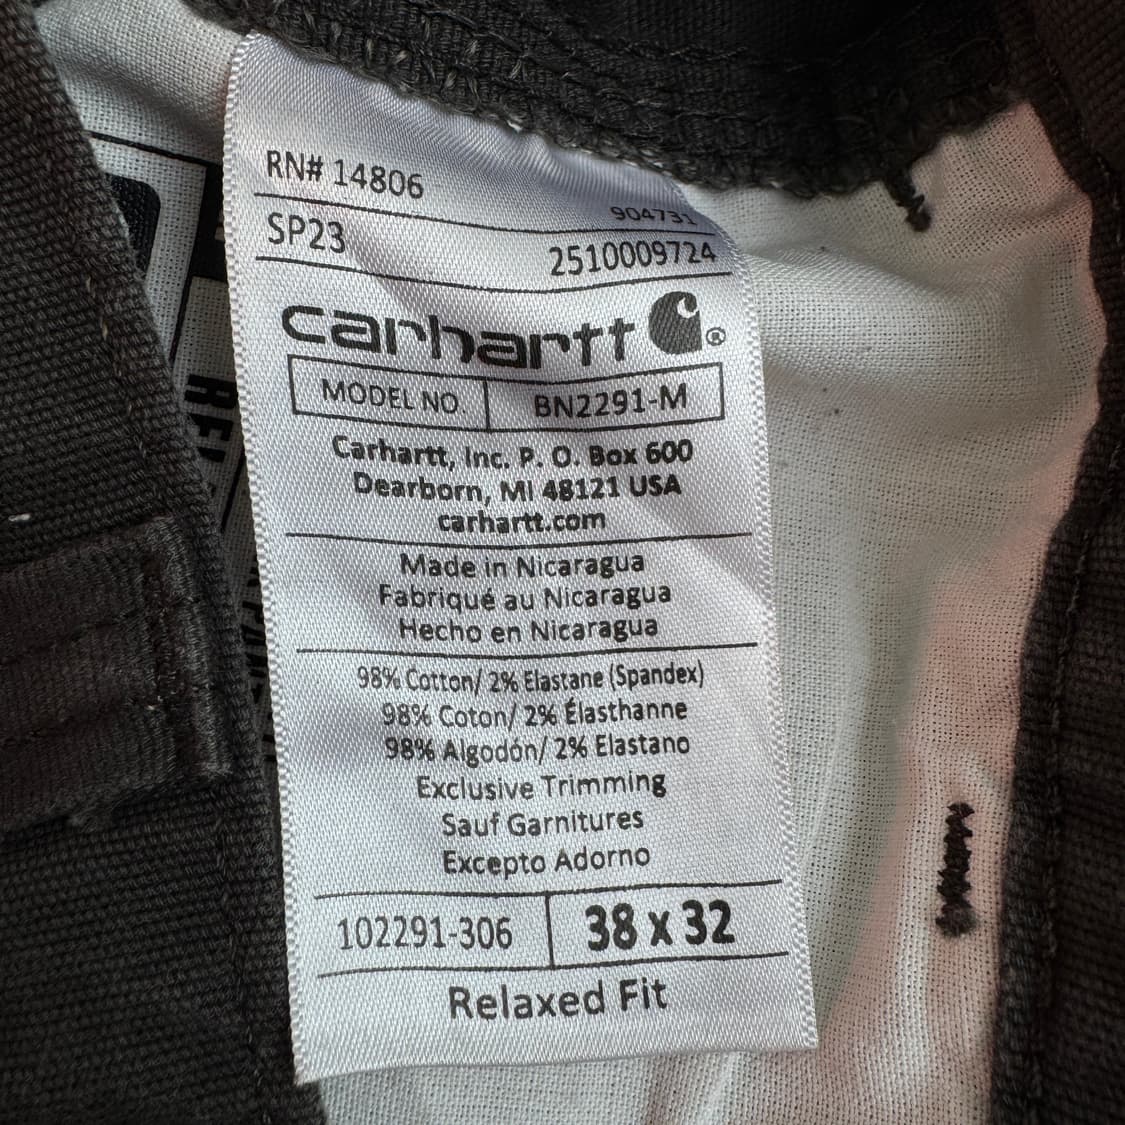 RN# 14806
904731
SP23 2510009724
carhartt ®
MODEL NO. BN2291-M
Carhartt, Inc. P. O. Box 600
Dearborn, MI 48121 USA
carhartt.com
Made in Nicaragua
Fabriqué au Nicaragua
Hecho en Nicaragua
98% Cotton/ 2% Elastane (Spandex)
98% Coton/ 2% Élasthanne
98% Algodón/ 2% Elastano
Exclusive Trimming
Sauf Garnitures
Excepto Adorno
102291-306 38 x 32
Relaxed Fit